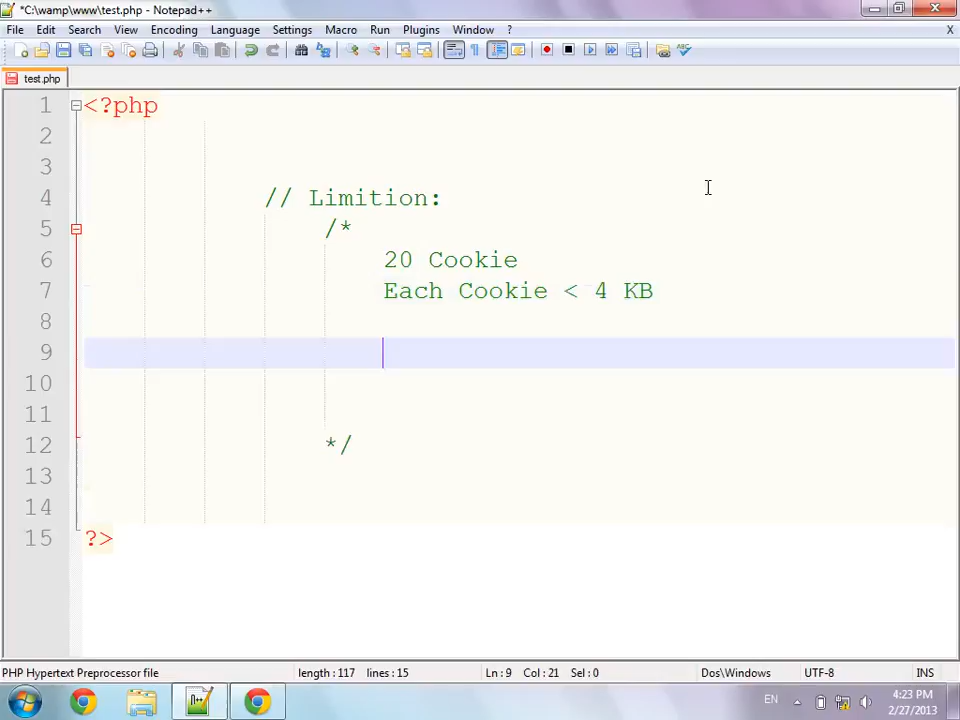 *C:\wamp\www\test.php - Notepad++
File Edit Search View Encoding Language Settings Macro Run Plugins Window ? X
test.php
1 <?php
2
3
4 // Limition:
5 /*
6 20 Cookie
7 Each Cookie < 4 KB
8
9
10
11
12 */
13
14
15 ?>
PHP Hypertext Preprocessor file length : 117 lines : 15 Ln : 9 Col : 21 Sel : 0 Dos\Windows UTF-8 INS
EN 4:23 PM
2/27/2013